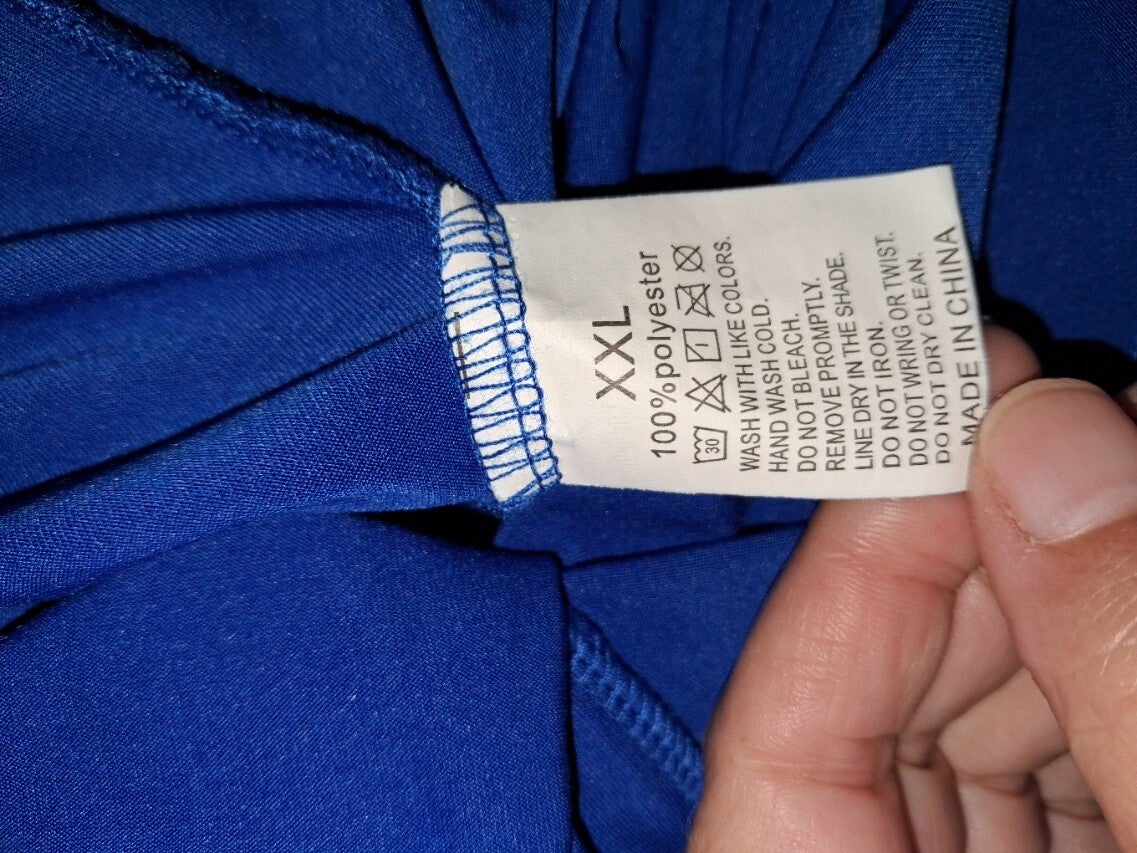 XXL
100%polyester
30
WASH WITH LIKE COLORS.
HAND WASH COLD.
DO NOT BLEACH.
REMOVE PROMPTLY.
LINE DRY IN THE SHADE.
DO NOT IRON.
DO NOT WRING OR TWIST.
DO NOT DRY CLEAN.
MADE IN CHINA